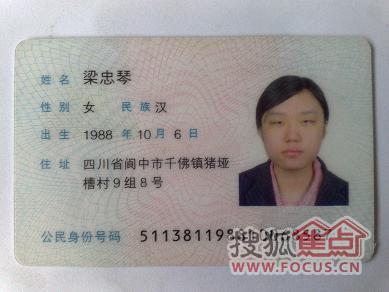 姓名 梁忠琴
性别 女 民族 汉
出生 1988 年 10 月 6 日
住址 四川省阆中市千佛镇猪垭
槽村9组8号
公民身份号码
搜狐焦点
www.FOCUS.CN